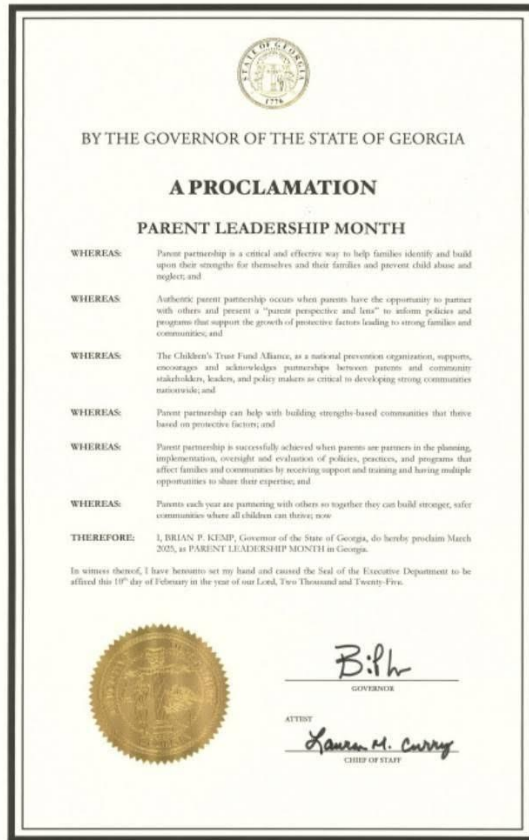 STATE OF GEORGIA
1776
BY THE GOVERNOR OF THE STATE OF GEORGIA
A PROCLAMATION
PARENT LEADERSHIP MONTH
WHEREAS: Parent partnership is a critical and effective way to help families identify and build
upon their strengths for themselves and their families and prevent child abuse and
neglect; and
WHEREAS: Authentic parent partnership occurs when parents have the opportunity to partner
with others and present a “parent perspective and lens” to inform policies and
programs that support the growth of protective factors leading to strong families and
communities; and
WHEREAS: The Children’s Trust Fund Alliance, as a national prevention organization, supports,
encourages and acknowledges partnerships between parents and community
stakeholders, leaders, and policy makers as critical to developing strong communities
nationwide; and
WHEREAS: Parent partnership can help with building strengths-based communities that thrive
based on protective factors; and
WHEREAS: Parent partnership is successfully achieved when parents are partners in the planning,
implementation, oversight and evaluation of policies, practices, and programs that
affect families and communities by receiving support and training and having multiple
opportunities to share their expertise; and
WHEREAS: Parents each year are partnering with others so together they can build stronger, safer
communities where all children can thrive; now
THEREFORE: I, BRIAN P. KEMP, Governor of the State of Georgia, do hereby proclaim March
2025, as PARENT LEADERSHIP MONTH in Georgia.
In witness thereof, I have hereunto set my hand and caused the Seal of the Executive Department to be
affixed this 10th day of February in the year of our Lord, Two Thousand and Twenty-Five.
GOVERNOR
ATTEST
Lauren M. Curry
CHIEF OF STAFF